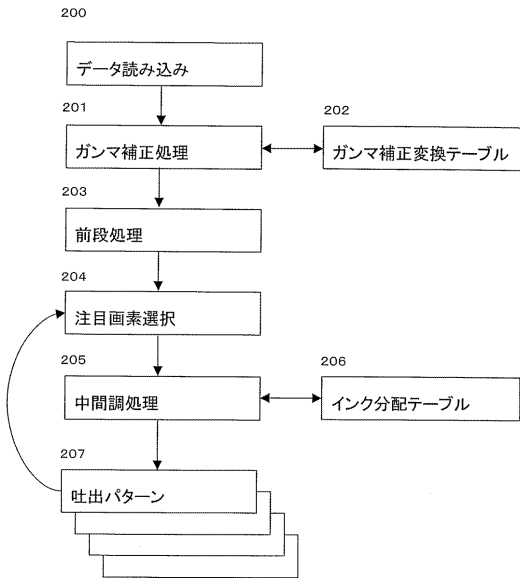 200
データ読み込み
201
202
ガンマ補正処理
ガンマ補正変換テーブル
203
前段処理
204
注目画素選択
205
206
中間調処理
インク分配テーブル
207
吐出パターン